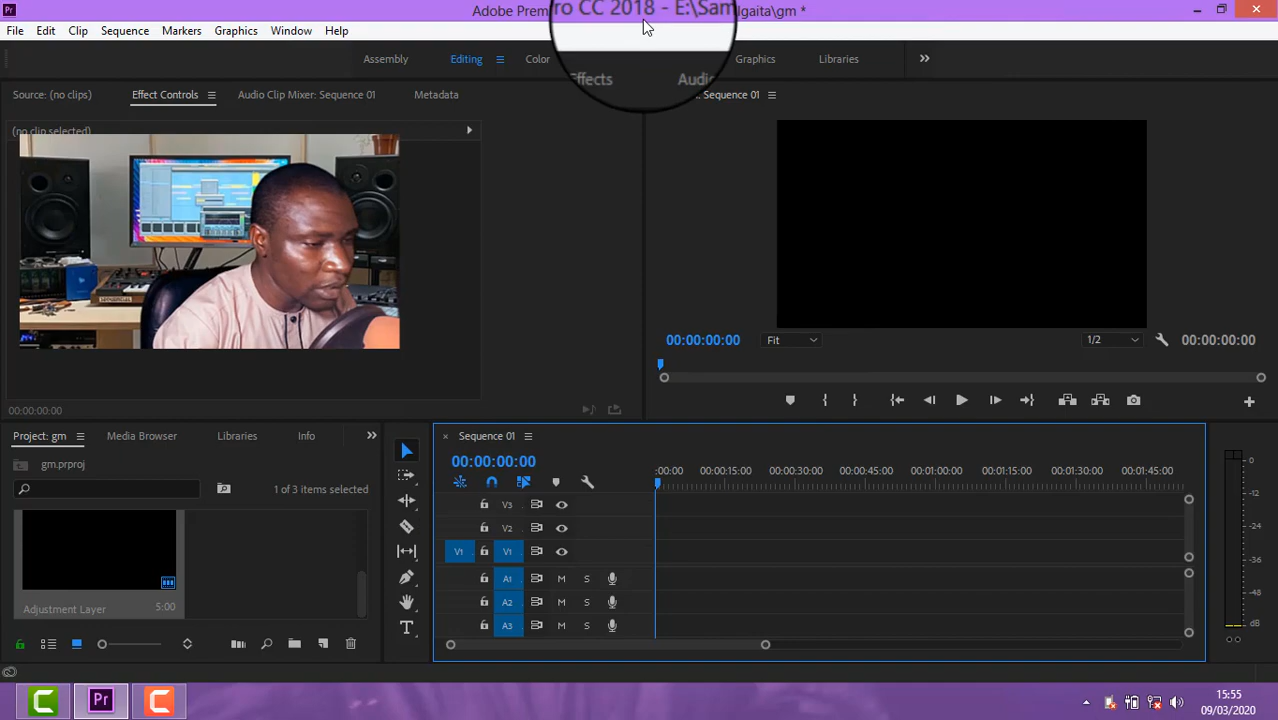 Pr Adobe Prem ro CC 2018 - E:\Sam lgaita\gm *
File Edit Clip Sequence Markers Graphics Window Help
Assembly Editing Color Effects Audio Graphics Libraries
Source: (no clips) Effect Controls Audio Clip Mixer: Sequence 01 Metadata
: Sequence 01
(no clip selected)
00:00:00:00 Fit 1/2 00:00:00:00
00:00:00:00
Project: gm Media Browser Libraries Info
gm.prproj
1 of 3 items selected
Adjustment Layer 5:00
Sequence 01
00:00:00:00
:00:00 00:00:15:00 00:00:30:00 00:00:45:00 00:01:00:00 00:01:15:00 00:01:30:00 00:01:45:00
V3
V2
V1 V1
A1 M S
A2 M S
A3 M S
0
-12
-24
-36
-48
dB
Pr
15:55
09/03/2020